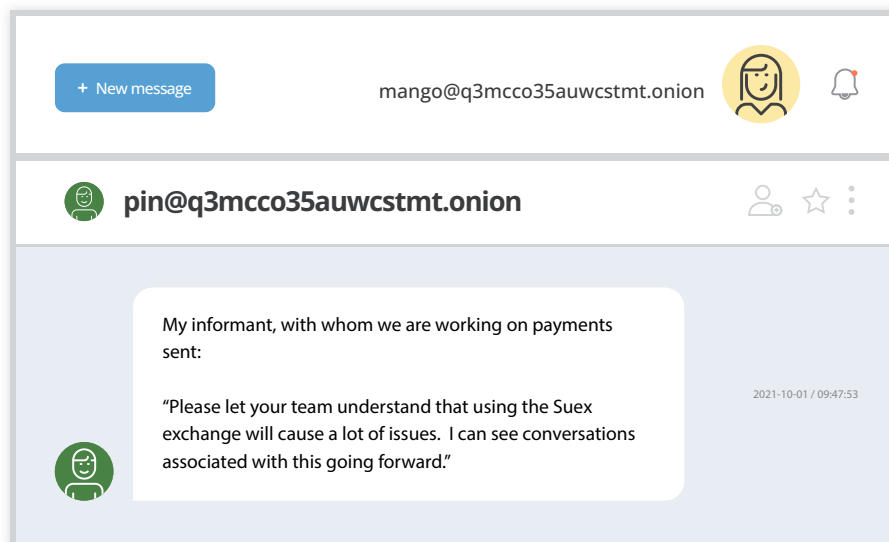 + New message
mango@q3mcco35auwcstmt.onion
pin@q3mcco35auwcstmt.onion
My informant, with whom we are working on payments
sent:
“Please let your team understand that using the Suex
exchange will cause a lot of issues.  I can see conversations
associated with this going forward.”
2021-10-01 / 09:47:53